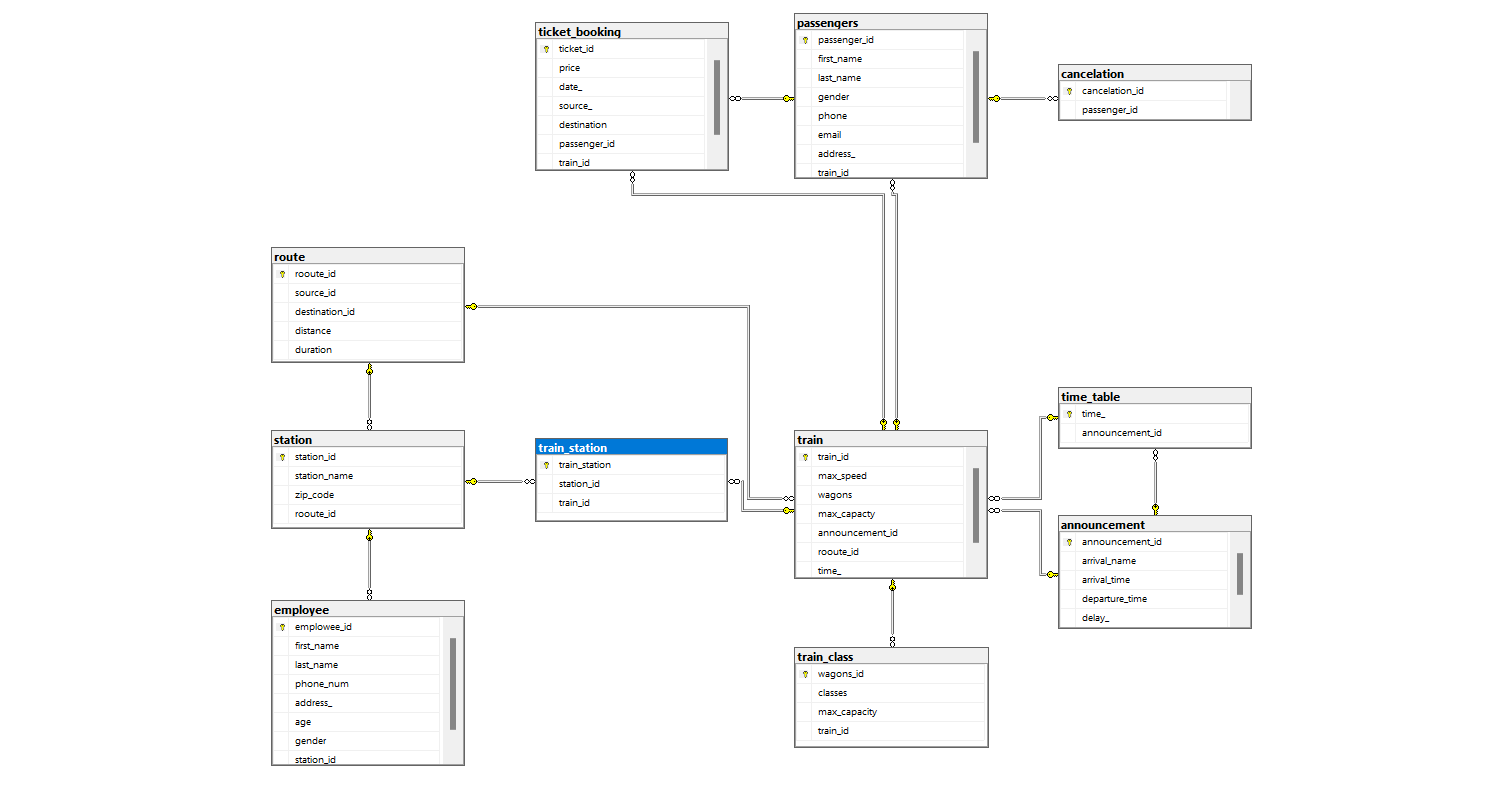 ticket_booking
ticket_id
price
date_
source_
destination
passenger_id
train_id
passengers
passenger_id
first_name
last_name
gender
phone
email
address_
train_id
cancelation
cancelation_id
passenger_id
route
rooute_id
source_id
destination_id
distance
duration
station
station_id
station_name
zip_code
rooute_id
train_station
train_station
station_id
train_id
train
train_id
max_speed
wagons
max_capacty
announcement_id
rooute_id
time_
time_table
time_
announcement_id
announcement
announcement_id
arrival_name
arrival_time
departure_time
delay_
employee
emplowee_id
first_name
last_name
phone_num
address_
age
gender
station_id
train_class
wagons_id
classes
max_capacity
train_id